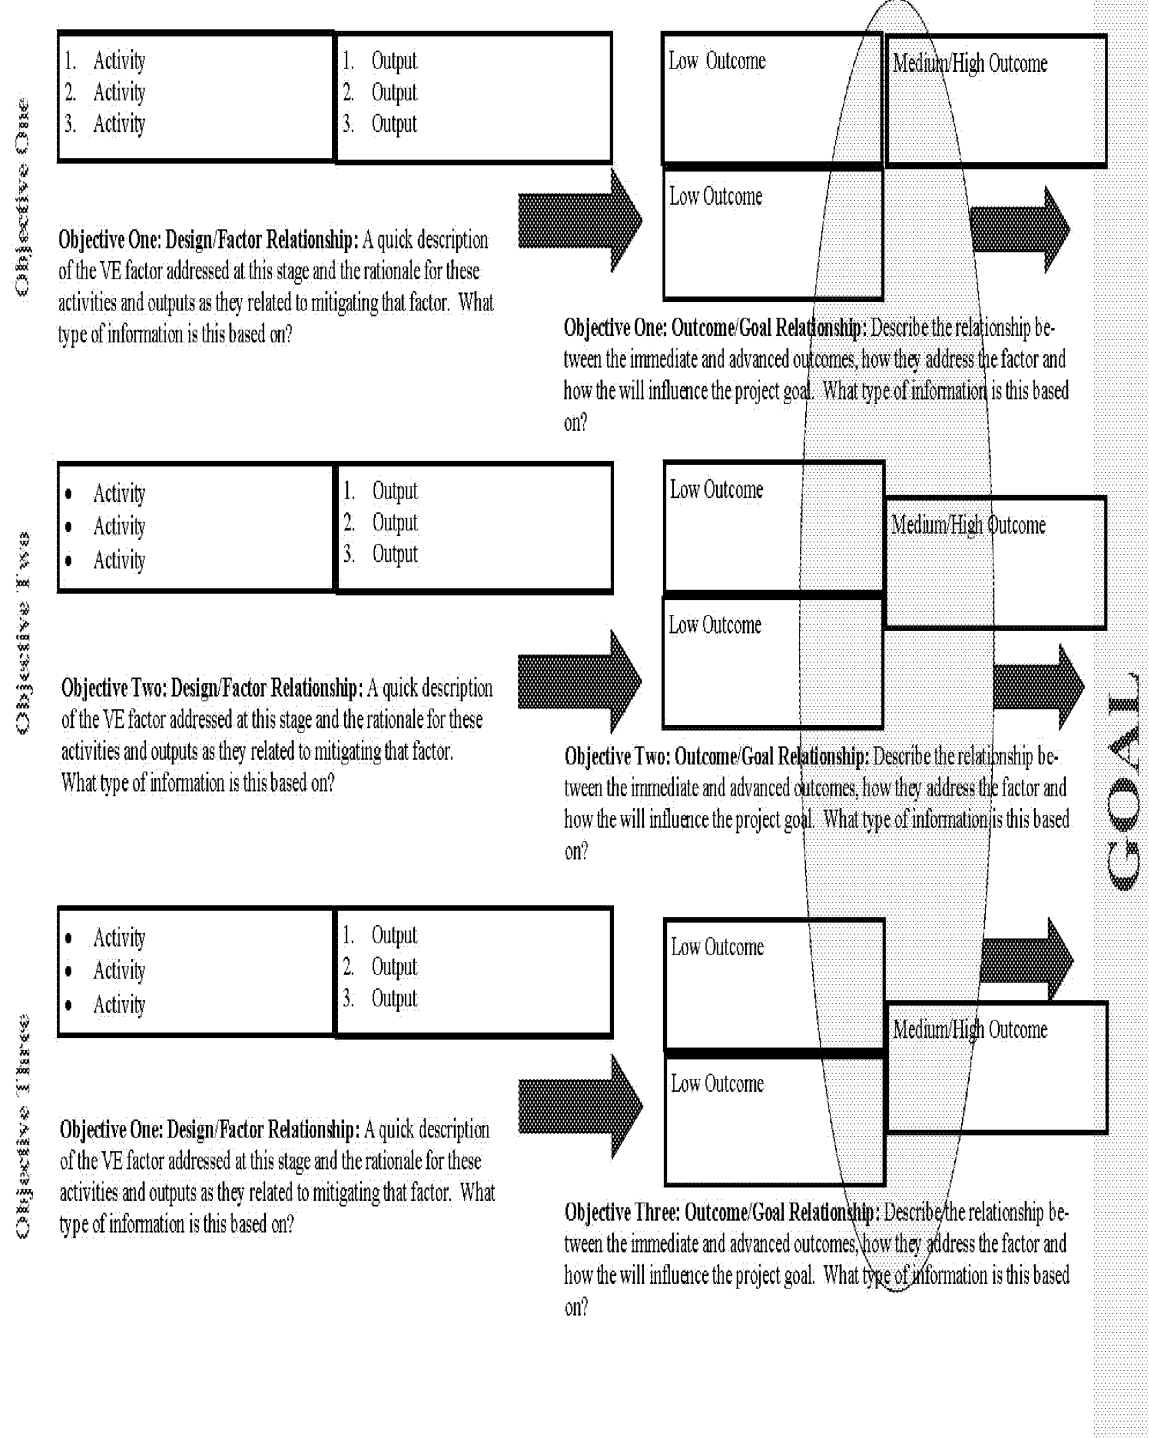 Objective One
1. Activity
2. Activity
3. Activity
1. Output
2. Output
3. Output
Low Outcome
Medium/High Outcome
Low Outcome
Objective One: Design/Factor Relationship: A quick description
of the VE factor addressed at this stage and the rationale for these
activities and outputs as they related to mitigating that factor. What
type of information is this based on?
Objective One: Outcome/Goal Relationship: Describe the relationship be-
tween the immediate and advanced outcomes, how they address the factor and
how the will influence the project goal. What type of information is this based
on?
Objective Two
• Activity
• Activity
• Activity
1. Output
2. Output
3. Output
Low Outcome
Medium/High Outcome
Low Outcome
Objective Two: Design/Factor Relationship: A quick description
of the VE factor addressed at this stage and the rationale for these
activities and outputs as they related to mitigating that factor.
What type of information is this based on?
Objective Two: Outcome/Goal Relationship: Describe the relationship be-
tween the immediate and advanced outcomes, how they address the factor and
how the will influence the project goal. What type of information is this based
on?
GOAL
Objective Three
• Activity
• Activity
• Activity
1. Output
2. Output
3. Output
Low Outcome
Medium/High Outcome
Low Outcome
Objective One: Design/Factor Relationship: A quick description
of the VE factor addressed at this stage and the rationale for these
activities and outputs as they related to mitigating that factor. What
type of information is this based on?
Objective Three: Outcome/Goal Relationship: Describe the relationship be-
tween the immediate and advanced outcomes, how they address the factor and
how the will influence the project goal. What type of information is this based
on?